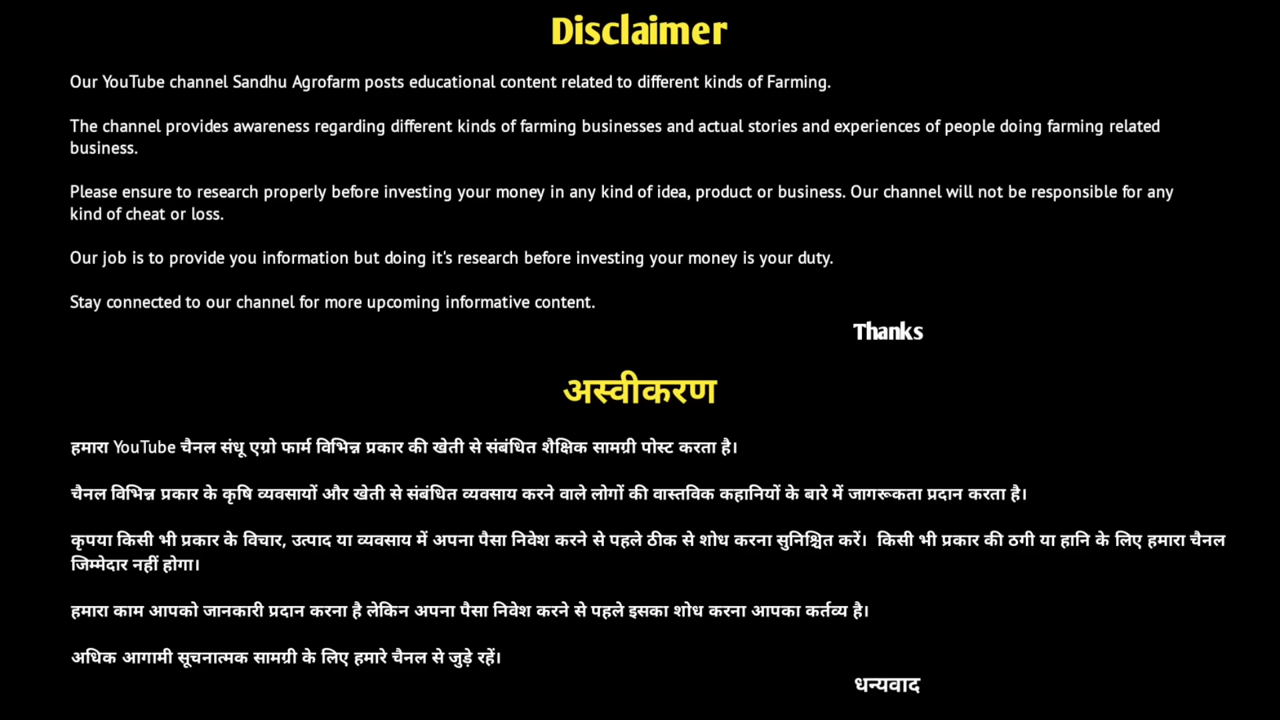 Disclaimer
Our YouTube channel Sandhu Agrofarm posts educational content related to different kinds of Farming.
The channel provides awareness regarding different kinds of farming businesses and actual stories and experiences of people doing farming related
business.
Please ensure to research properly before investing your money in any kind of idea, product or business. Our channel will not be responsible for any
kind of cheat or loss.
Our job is to provide you information but doing it's research before investing your money is your duty.
Stay connected to our channel for more upcoming informative content.
Thanks
अस्वीकरण
हमारा YouTube चैनल संधू एग्रो फार्म विभिन्न प्रकार की खेती से संबंधित शैक्षिक सामग्री पोस्ट करता है।
चैनल विभिन्न प्रकार के कृषि व्यवसायों और खेती से संबंधित व्यवसाय करने वाले लोगों की वास्तविक कहानियों के बारे में जागरूकता प्रदान करता है।
कृपया किसी भी प्रकार के विचार, उत्पाद या व्यवसाय में अपना पैसा निवेश करने से पहले ठीक से शोध करना सुनिश्चित करें। किसी भी प्रकार की ठगी या हानि के लिए हमारा चैनल
जिम्मेदार नहीं होगा।
हमारा काम आपको जानकारी प्रदान करना है लेकिन अपना पैसा निवेश करने से पहले इसका शोध करना आपका कर्तव्य है।
अधिक आगामी सूचनात्मक सामग्री के लिए हमारे चैनल से जुड़े रहें।
धन्यवाद